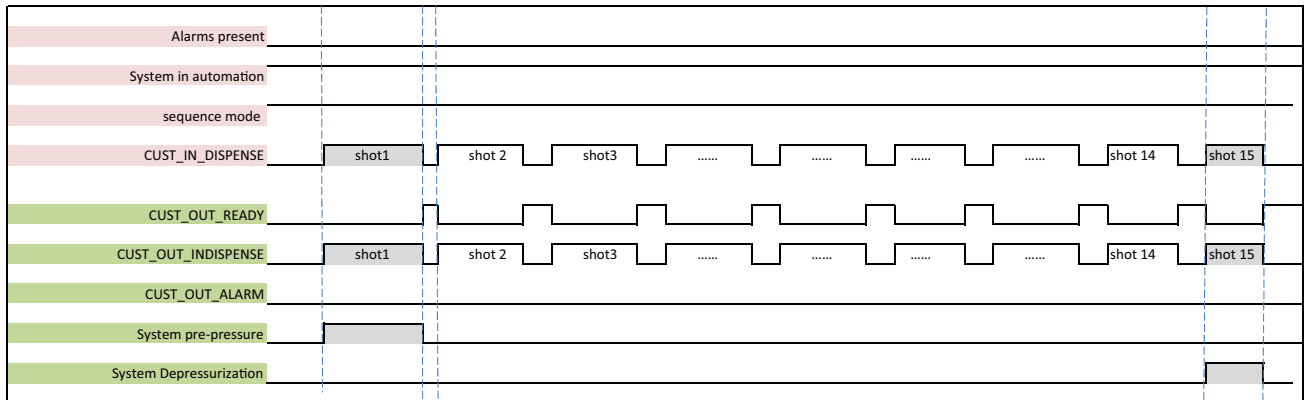 Alarms present
System in automation
sequence mode
CUST_IN_DISPENSE shot1 shot 2 shot3 ...... ...... ...... ...... shot 14 shot 15
CUST_OUT_READY
CUST_OUT_INDISPENSE shot1 shot 2 shot3 ...... ...... ...... ...... shot 14 shot 15
CUST_OUT_ALARM
System pre-pressure
System Depressurization